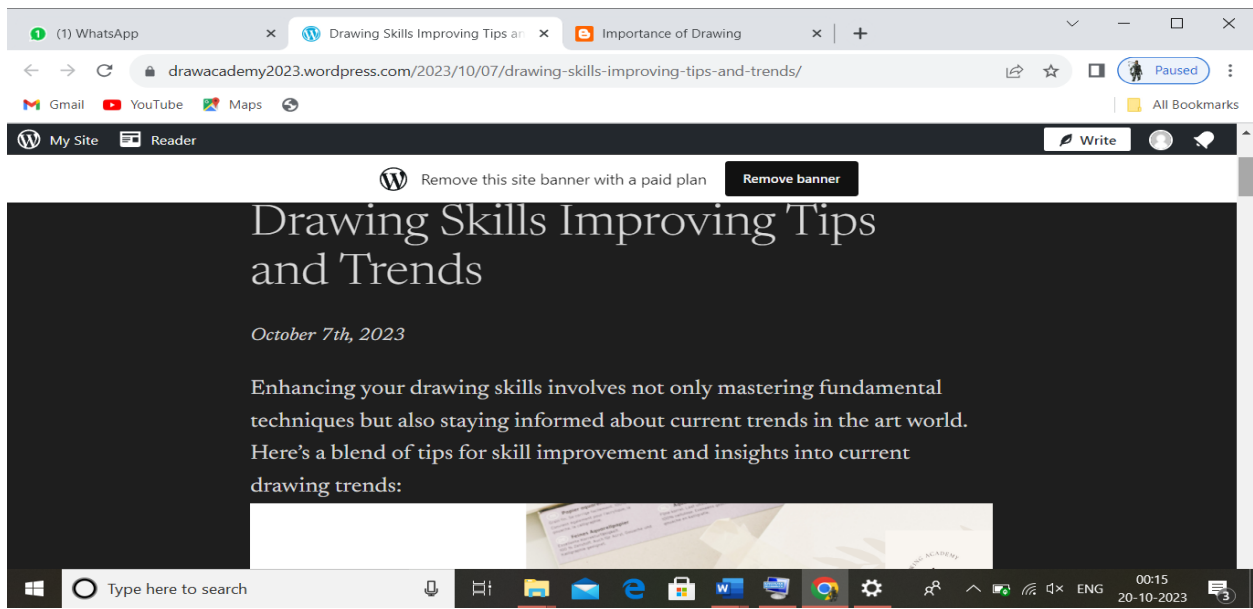 1 (1) WhatsApp
Drawing Skills Improving Tips an
Importance of Drawing
drawacademy2023.wordpress.com/2023/10/07/drawing-skills-improving-tips-and-trends/
Paused
Gmail YouTube Maps
All Bookmarks
My Site Reader
Write
Remove this site banner with a paid plan Remove banner
Drawing Skills Improving Tips
and Trends
October 7th, 2023
Enhancing your drawing skills involves not only mastering fundamental
techniques but also staying informed about current trends in the art world.
Here’s a blend of tips for skill improvement and insights into current
drawing trends:
ACADEMY
Type here to search
ENG
00:15
20-10-2023
3